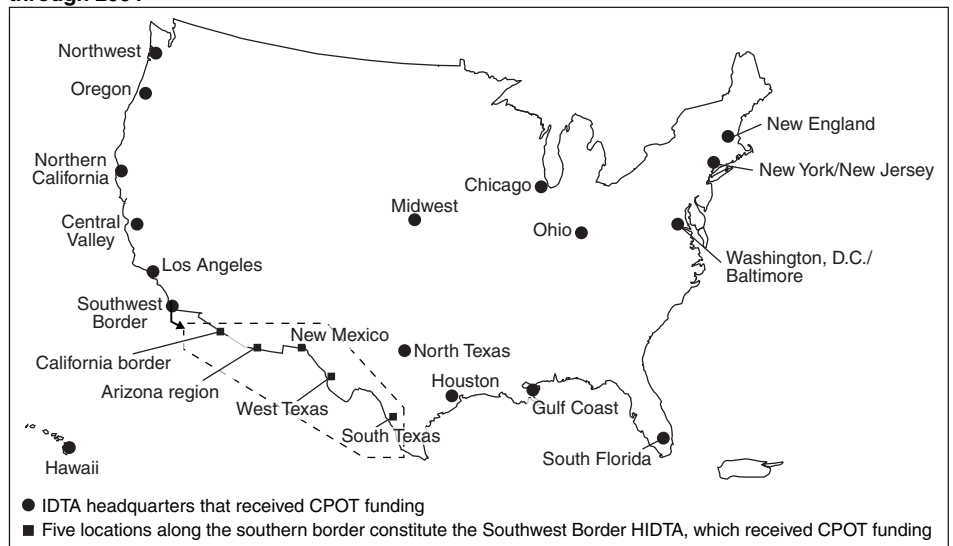 Northwest
Oregon
Northern
California
Central
Valley
Los Angeles
Southwest
Border
California border
Arizona region
New Mexico
West Texas
South Texas
North Texas
Houston
Gulf Coast
South Florida
Midwest
Chicago
Ohio
New England
New York/New Jersey
Washington, D.C./
Baltimore
Hawaii
IDTA headquarters that received CPOT funding
Five locations along the southern border constitute the Southwest Border HIDTA, which received CPOT funding